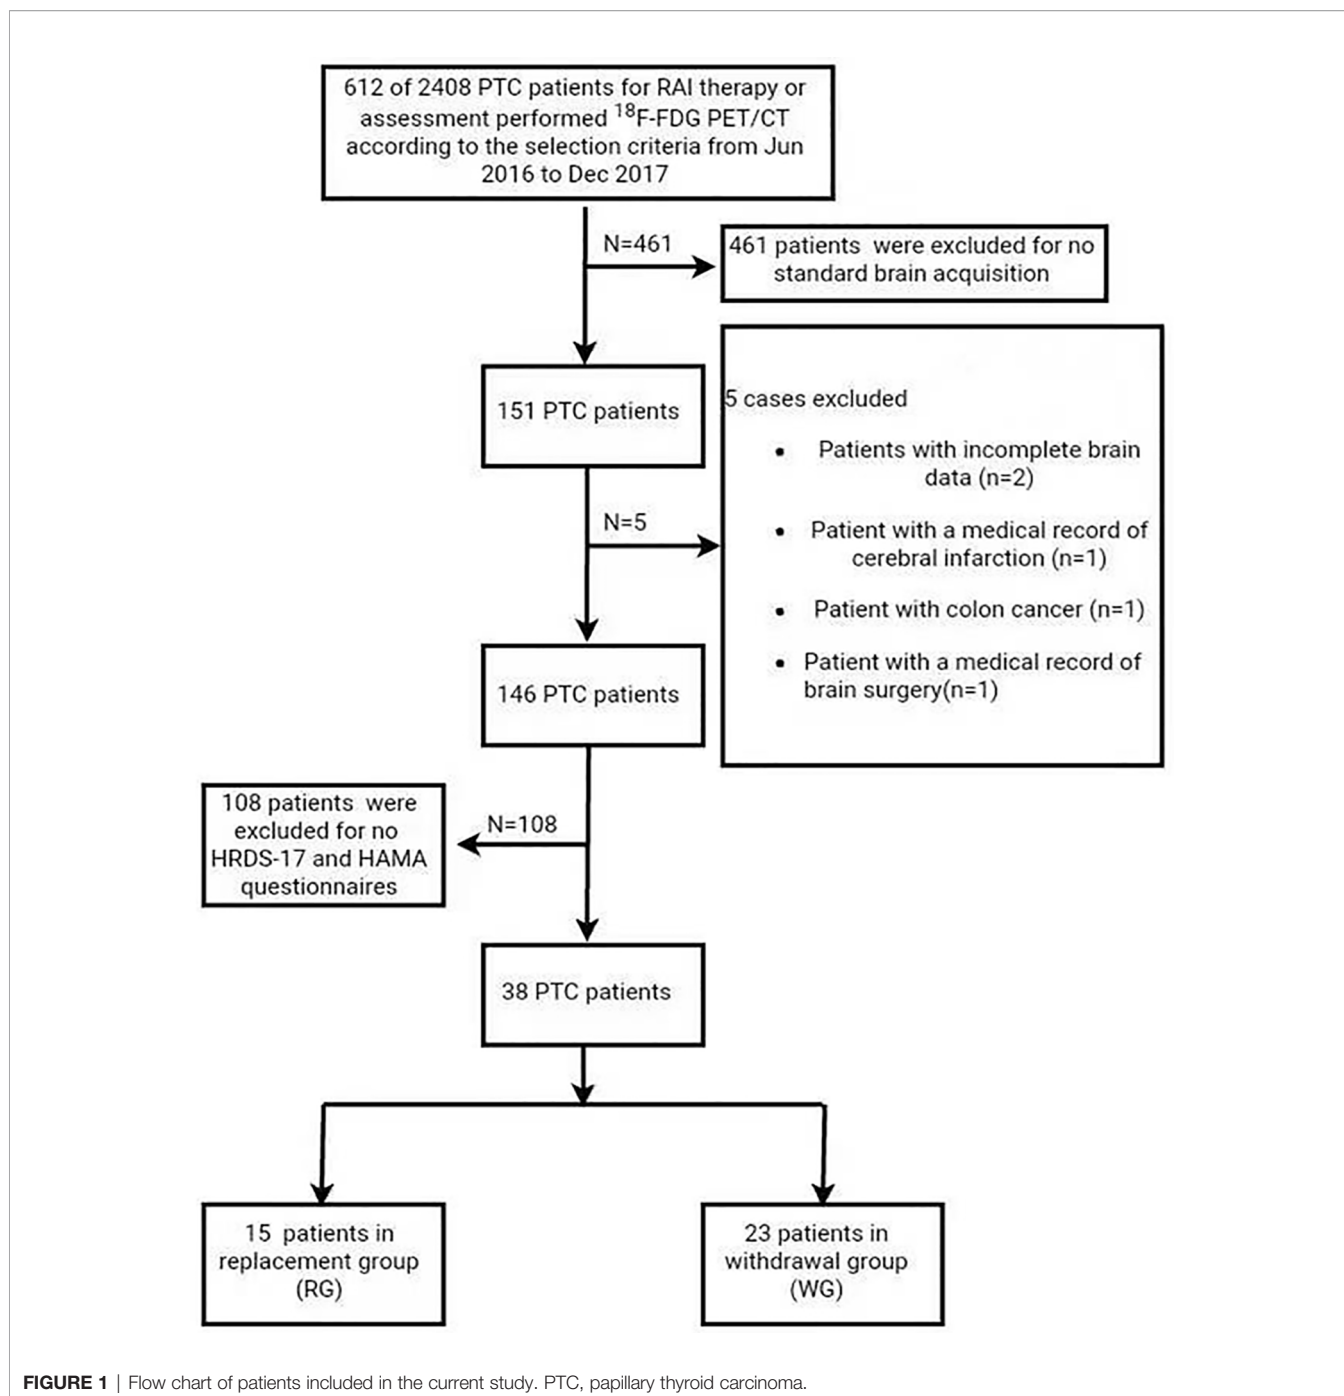 612 of 2408 PTC patients for RAI therapy or
assessment performed ¹⁸F-FDG PET/CT
according to the selection criteria from Jun
2016 to Dec 2017
N=461
461 patients were excluded for no
standard brain acquisition
151 PTC patients
5 cases excluded
• Patients with incomplete brain
data (n=2)
• Patient with a medical record of
cerebral infarction (n=1)
• Patient with colon cancer (n=1)
• Patient with a medical record of
brain surgery(n=1)
N=5
146 PTC patients
108 patients were
excluded for no
HRDS-17 and HAMA
questionnaires
N=108
38 PTC patients
15 patients in
replacement group
(RG)
23 patients in
withdrawal group
(WG)
FIGURE 1 | Flow chart of patients included in the current study. PTC, papillary thyroid carcinoma.